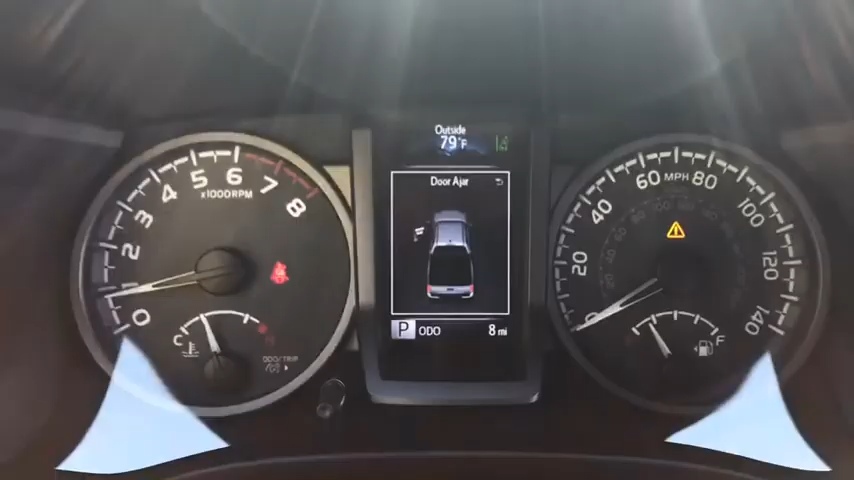 Outside
79°F
Door Ajar
P ODO 8 mi
0 1 2 3 4 5 6 7 8
x1000RPM
C H
ODO/TRIP
0 20 40 60 80 100 120 140
MPH
F